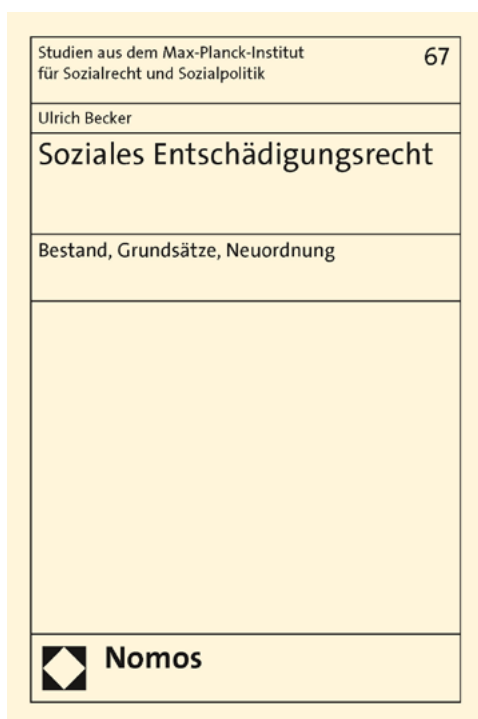 Studien aus dem Max-Planck-Institut
für Sozialrecht und Sozialpolitik
67
Ulrich Becker
Soziales Entschädigungsrecht
Bestand, Grundsätze, Neuordnung
Nomos